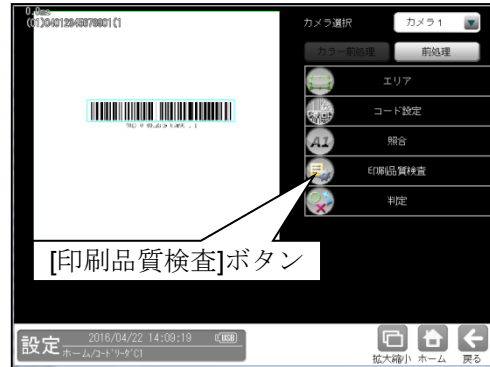 0.0ms
カメラ選択
カメラ1
カラー前処理
前処理
エリア
コード設定
照合
印刷品質検査
判定
[印刷品質検査]ボタン
設定
2016/04/22 14:09:19
USB
ホーム/コードリーダC1
拡大縮小
ホーム
戻る